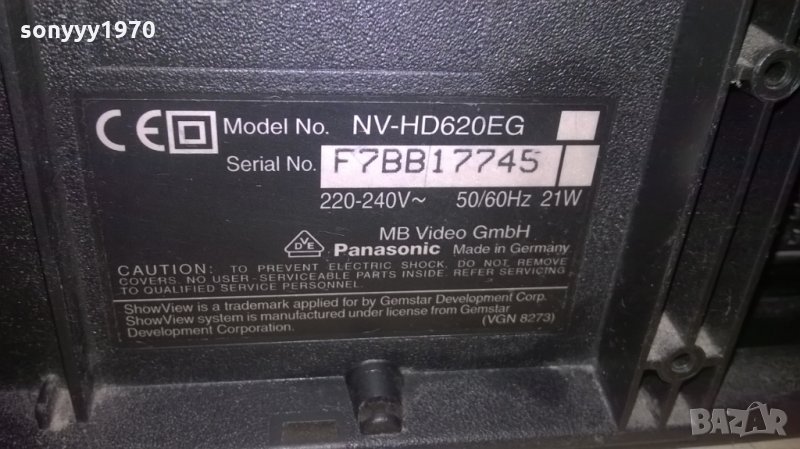 sonyyy1970
CE Model No. NV-HD620EG
Serial No. F7BB17745
220-240V~ 50/60Hz 21W
MB Video GmbH
VDE Panasonic Made in Germany
CAUTION: TO PREVENT ELECTRIC SHOCK, DO NOT REMOVE
COVERS. NO USER-SERVICEABLE PARTS INSIDE. REFER SERVICING
TO QUALIFIED SERVICE PERSONNEL.
ShowView is a trademark applied for by Gemstar Development Corp.
ShowView system is manufactured under license from Gemstar
Development Corporation. (VGN 8273)
BAZAR